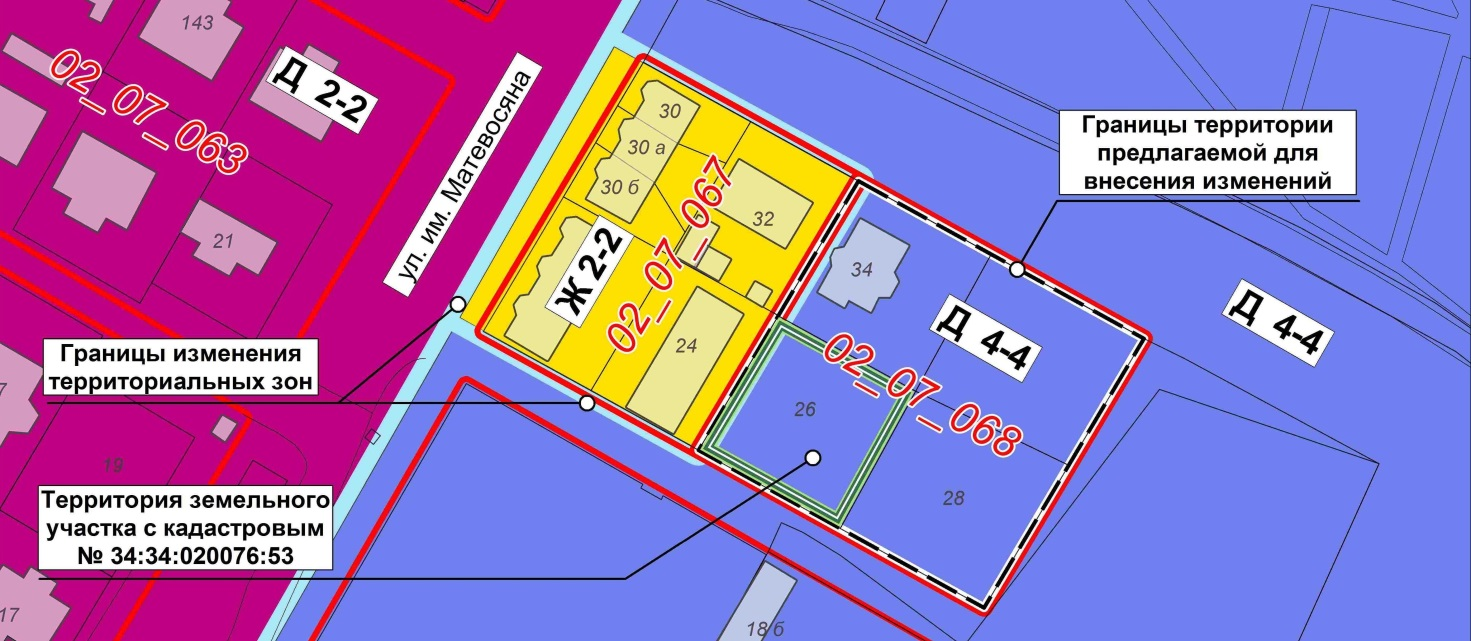 143
Д 2-2
02_07_063
21
ул. им. Матевосяна
30
30 а
30 б
32
Ж 2-2
02_07_067
24
34
Д 4-4
02_07_068
26
28
Границы территории
предлагаемой для
внесения изменений
Д 4-4
Границы изменения
территориальных зон
19
Территория земельного
участка с кадастровым
№ 34:34:020076:53
17
18 б